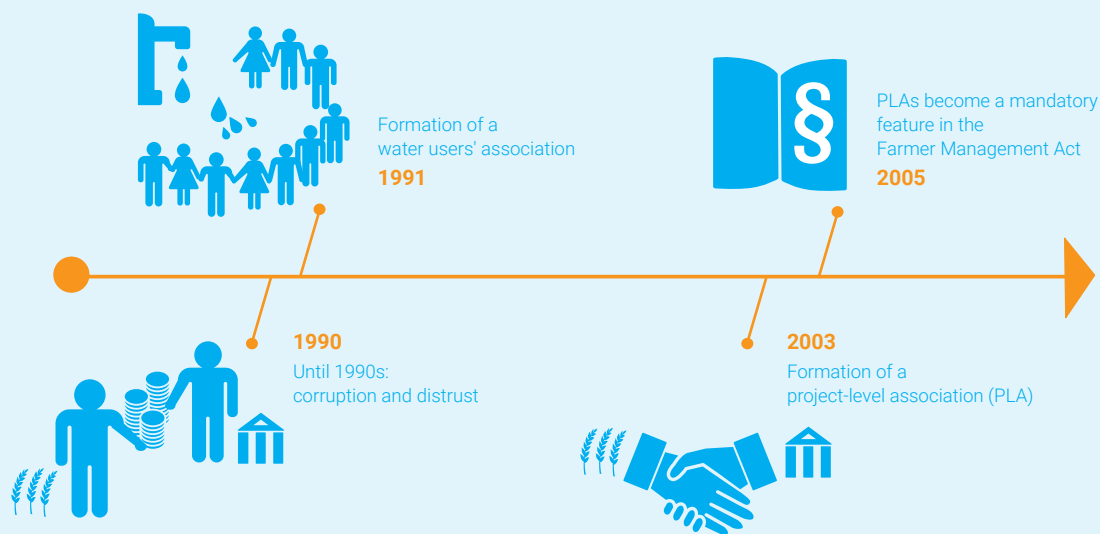 Formation of a
water users' association
1991
PLAs become a mandatory
feature in the
Farmer Management Act
2005
§
1990
Until 1990s:
corruption and distrust
2003
Formation of a
project-level association (PLA)